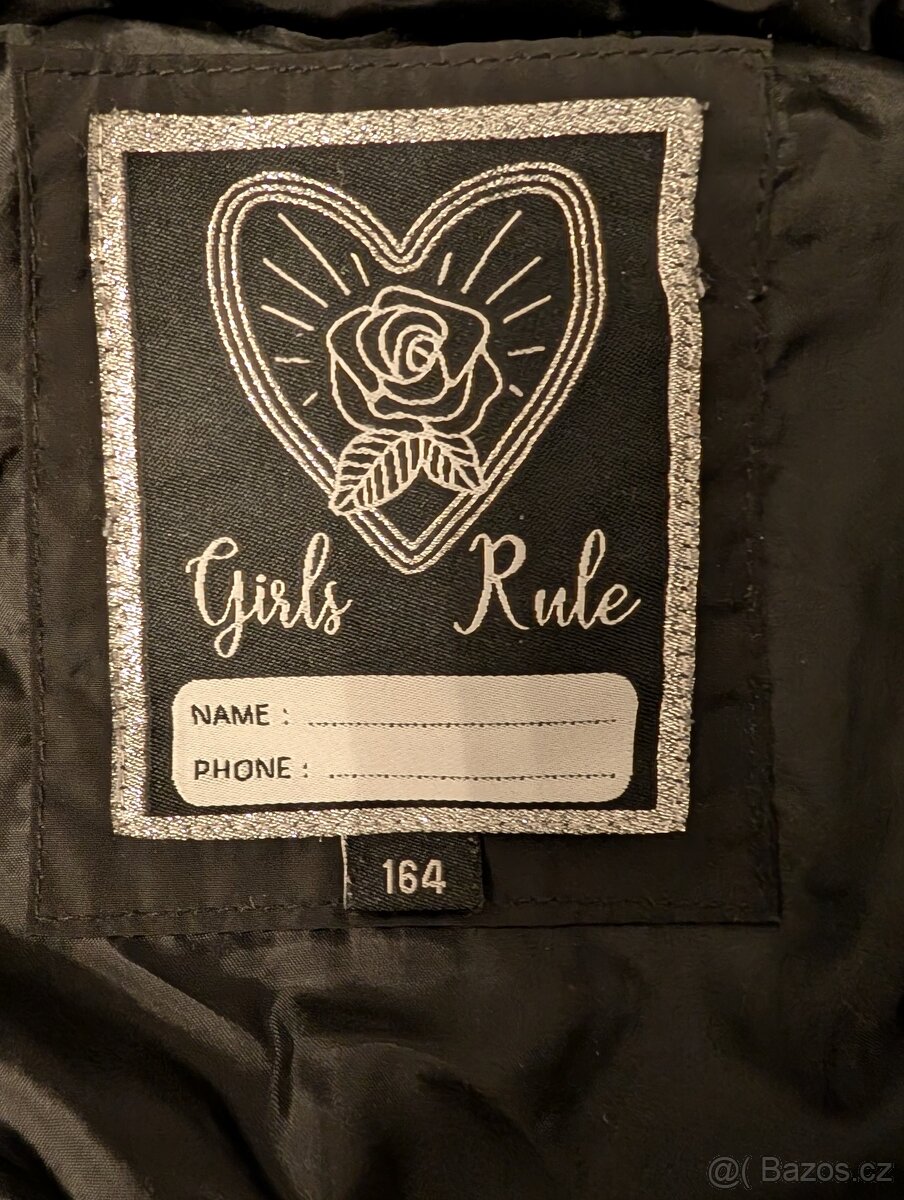 Girls Rule
NAME :
PHONE :
164
@( Bazos.cz